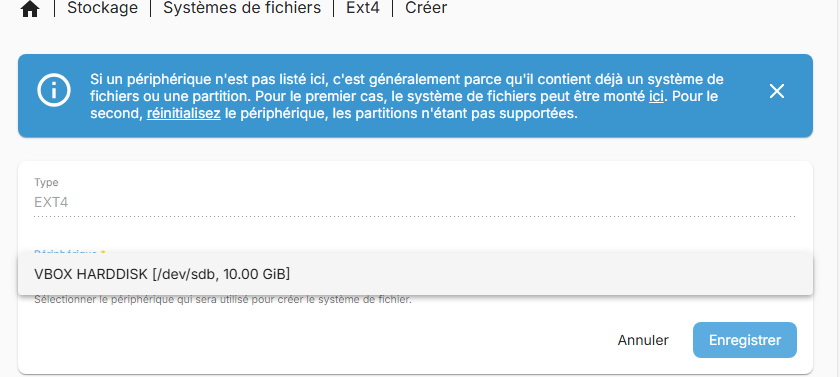 Stockage | Systèmes de fichiers | Ext4 | Créer
Si un périphérique n'est pas listé ici, c'est généralement parce qu'il contient déjà un système de
fichiers ou une partition. Pour le premier cas, le système de fichiers peut être monté ici. Pour le
second, réinitialisez le périphérique, les partitions n'étant pas supportées.
Type
EXT4
Périphérique *
VBOX HARDDISK [/dev/sdb, 10.00 GiB]
Sélectionner le périphérique qui sera utilisé pour créer le système de fichier.
Annuler
Enregistrer